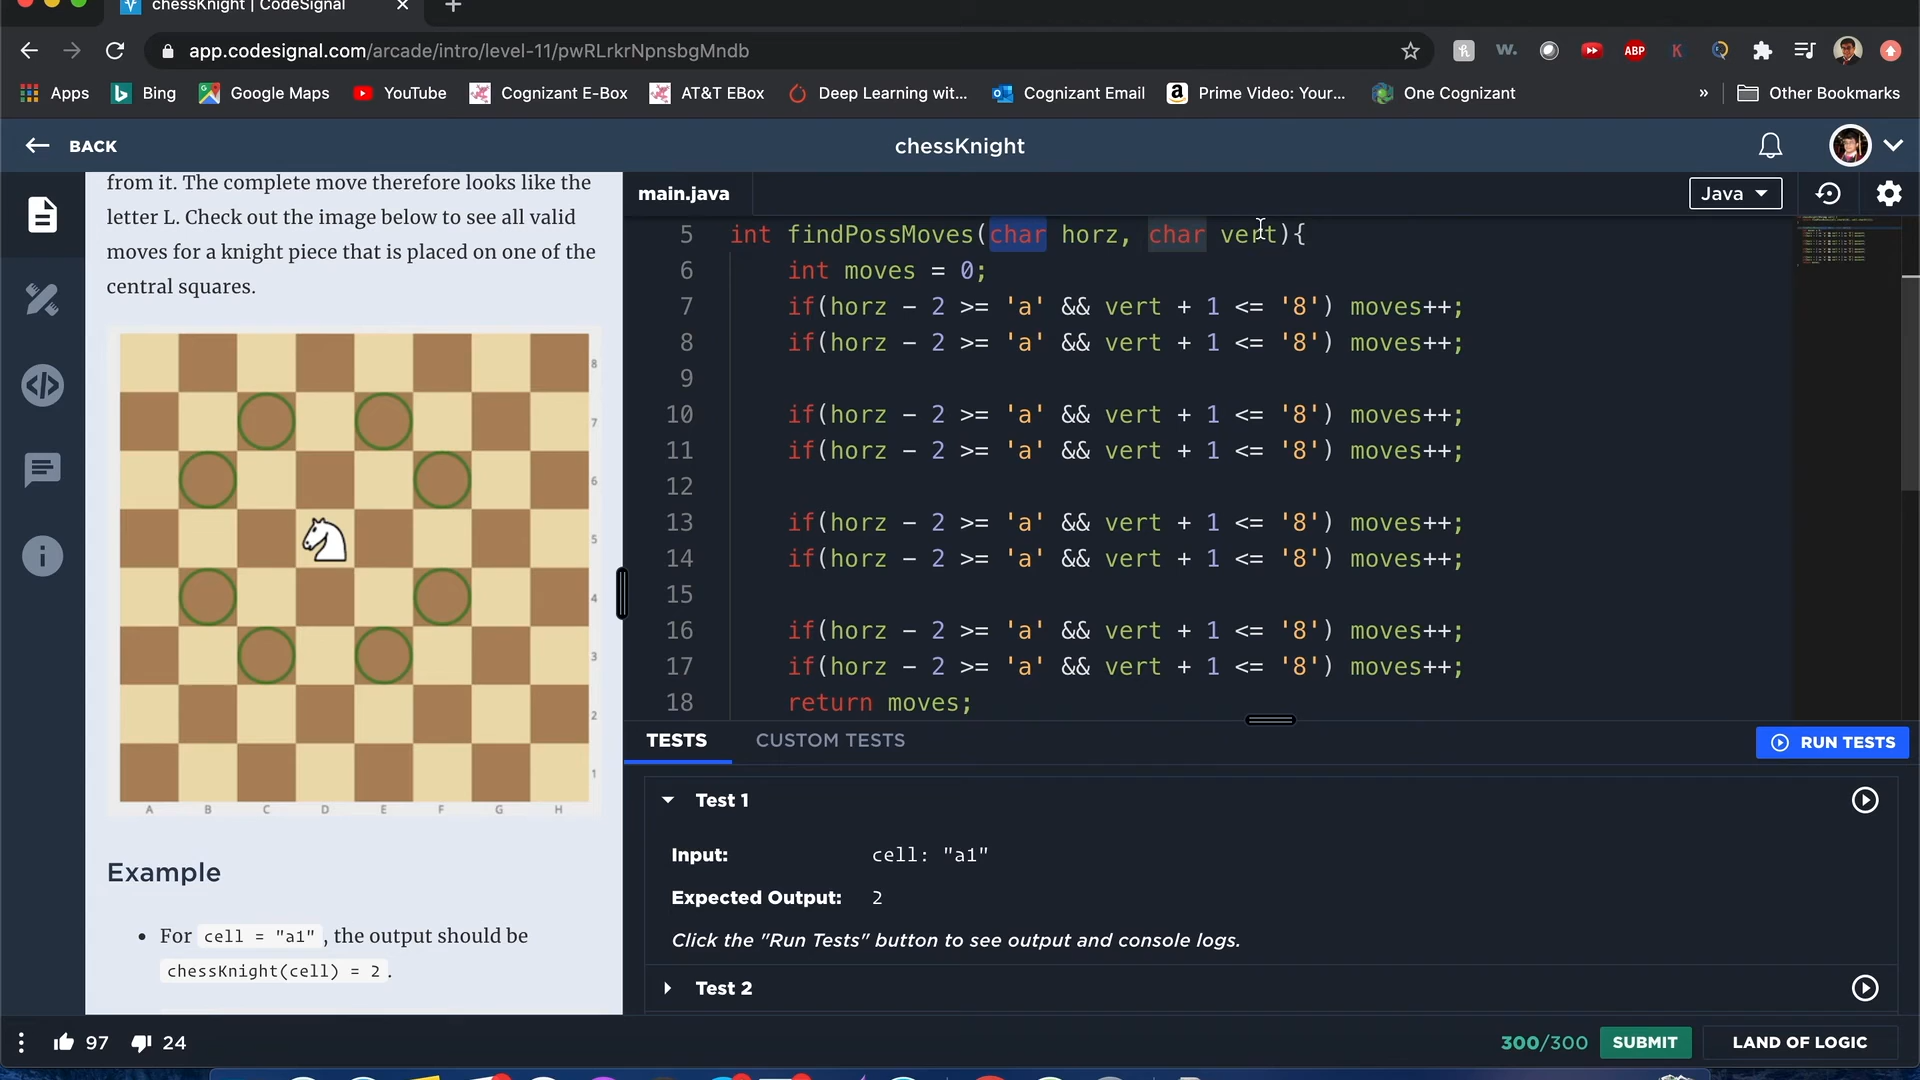 chessKnight | CodeSignal
app.codesignal.com/arcade/intro/level-11/pwRLrkrNpnsbgMndb
Apps Bing Google Maps YouTube Cognizant E-Box AT&T EBox Deep Learning wit... Cognizant Email Prime Video: Your... One Cognizant » Other Bookmarks
BACK
chessKnight
from it. The complete move therefore looks like the
letter L. Check out the image below to see all valid
moves for a knight piece that is placed on one of the
central squares.
8
7
6
5
4
3
2
1
A B C D E F G H
Example
• For cell = "a1" , the output should be
chessKnight(cell) = 2 .
main.java
Java
5 int findPossMoves(char horz, char vert){
6 int moves = 0;
7 if(horz - 2 >= 'a' && vert + 1 <= '8') moves++;
8 if(horz - 2 >= 'a' && vert + 1 <= '8') moves++;
9
10 if(horz - 2 >= 'a' && vert + 1 <= '8') moves++;
11 if(horz - 2 >= 'a' && vert + 1 <= '8') moves++;
12
13 if(horz - 2 >= 'a' && vert + 1 <= '8') moves++;
14 if(horz - 2 >= 'a' && vert + 1 <= '8') moves++;
15
16 if(horz - 2 >= 'a' && vert + 1 <= '8') moves++;
17 if(horz - 2 >= 'a' && vert + 1 <= '8') moves++;
18 return moves;
TESTS CUSTOM TESTS
RUN TESTS
Test 1
Input: cell: "a1"
Expected Output: 2
Click the "Run Tests" button to see output and console logs.
Test 2
97 24
300/300 SUBMIT LAND OF LOGIC